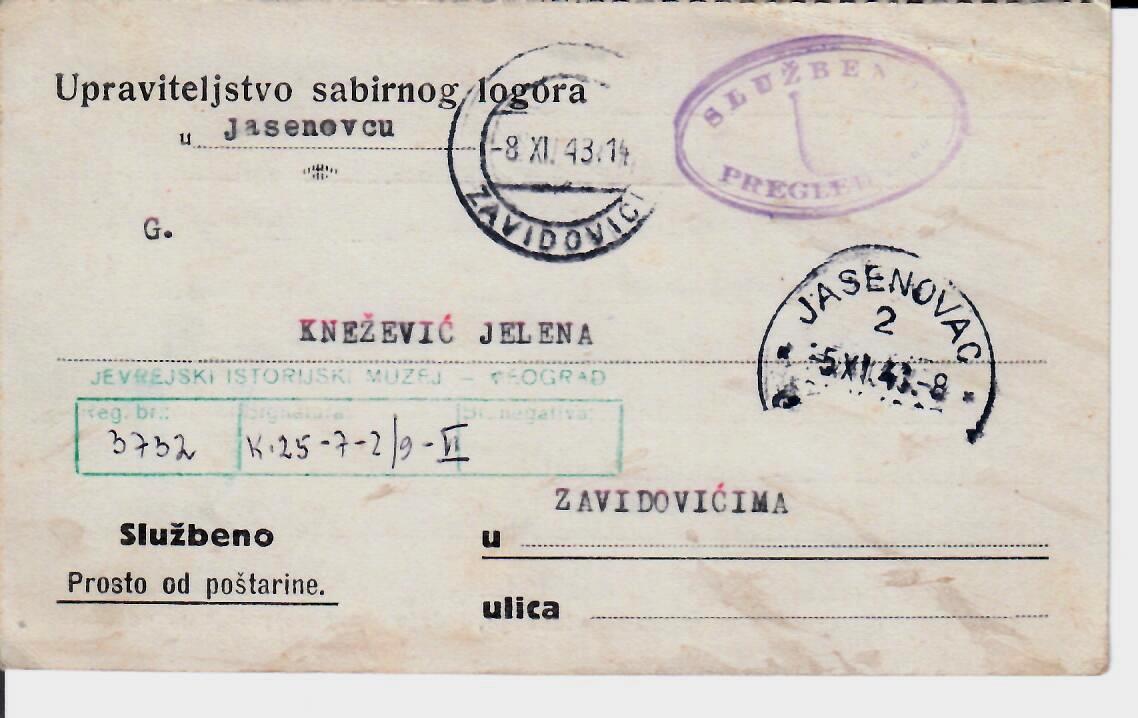 Upraviteljstvo sabirnog logora
u Jasenovcu
-8. XI. 43.14
ZAVIDOVIĆI
PREGLED
G.
JASENOVAC
2
-5.XI.43.-8
KNEŽEVIĆ JELENA
JEVREJSKI ISTORIJSKI MUZEJ – BEOGRAD
Reg. br.: Signatura: Br. negativa:
3732 K.25-7-2/9-VI
ZAVIDOVIĆIMA
Službeno
u
Prosto od poštarine.
ulica